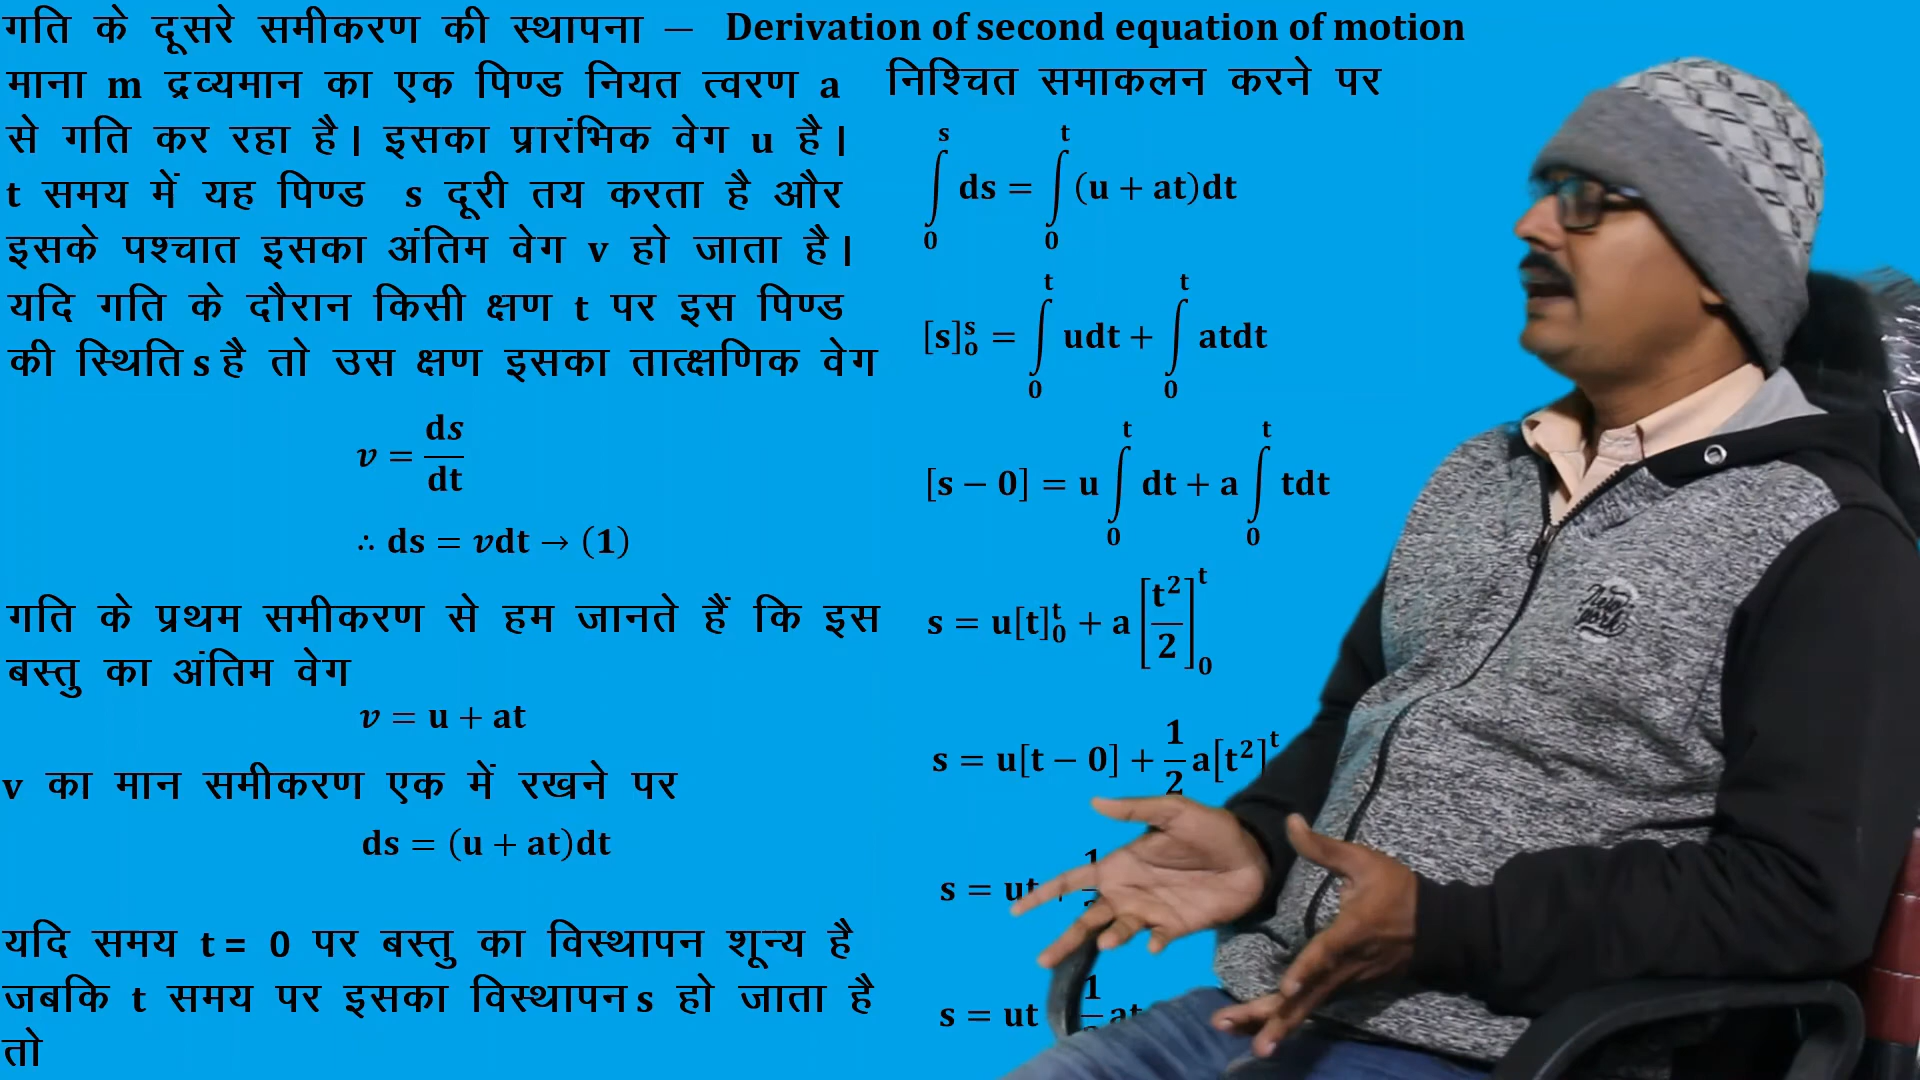 गति के दूसरे समीकरण की स्थापना – Derivation of second equation of motion
माना m द्रव्यमान का एक पिण्ड नियत त्वरण a
से गति कर रहा है| इसका प्रारंभिक वेग u है|
t समय में यह पिण्ड s दूरी तय करता है और
इसके पश्चात इसका अंतिम वेग v हो जाता है|
यदि गति के दौरान किसी क्षण t पर इस पिण्ड
की स्थिति s है तो उस क्षण इसका तात्क्षणिक वेग
v = ds/dt
∴ ds = vdt → (1)
गति के प्रथम समीकरण से हम जानते हैं कि इस
बस्तु का अंतिम वेग
v = u + at
v का मान समीकरण एक में रखने पर
ds = (u + at)dt
यदि समय t = 0 पर बस्तु का विस्थापन शून्य है
जबकि t समय पर इसका विस्थापन s हो जाता है
तो
निश्चित समाकलन करने पर
∫₀ˢ ds = ∫₀ᵗ (u + at)dt
[s]ₒˢ = ∫₀ᵗ udt + ∫₀ᵗ atdt
[s − 0] = u ∫₀ᵗ dt + a ∫₀ᵗ tdt
s = u[t]₀ᵗ + a [t²/2]₀ᵗ
s = u[t − 0] + 1/2 a[t²]ᵗ
s = ut + 1
s = ut 1 at